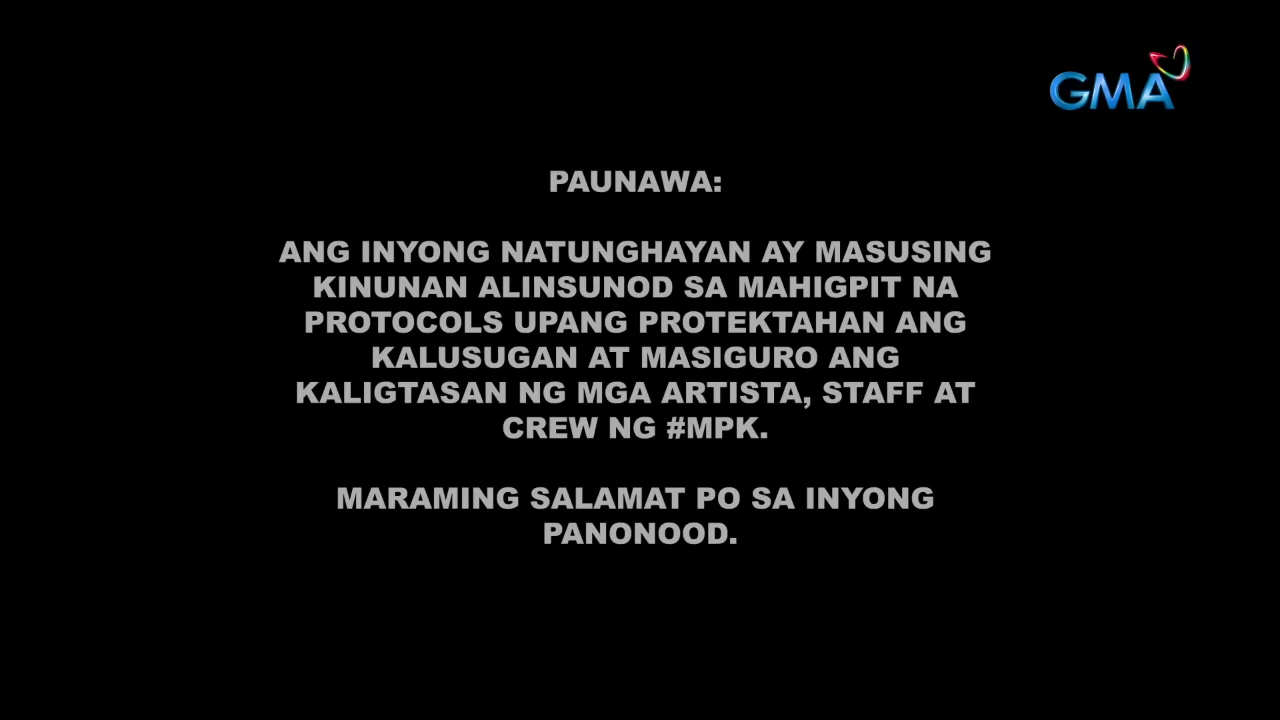 GMA
PAUNAWA:
ANG INYONG NATUNGHAYAN AY MASUSING
KINUNAN ALINSUNOD SA MAHIGPIT NA
PROTOCOLS UPANG PROTEKTAHAN ANG
KALUSUGAN AT MASIGURO ANG
KALIGTASAN NG MGA ARTISTA, STAFF AT
CREW NG #MPK.
MARAMING SALAMAT PO SA INYONG
PANONOOD.